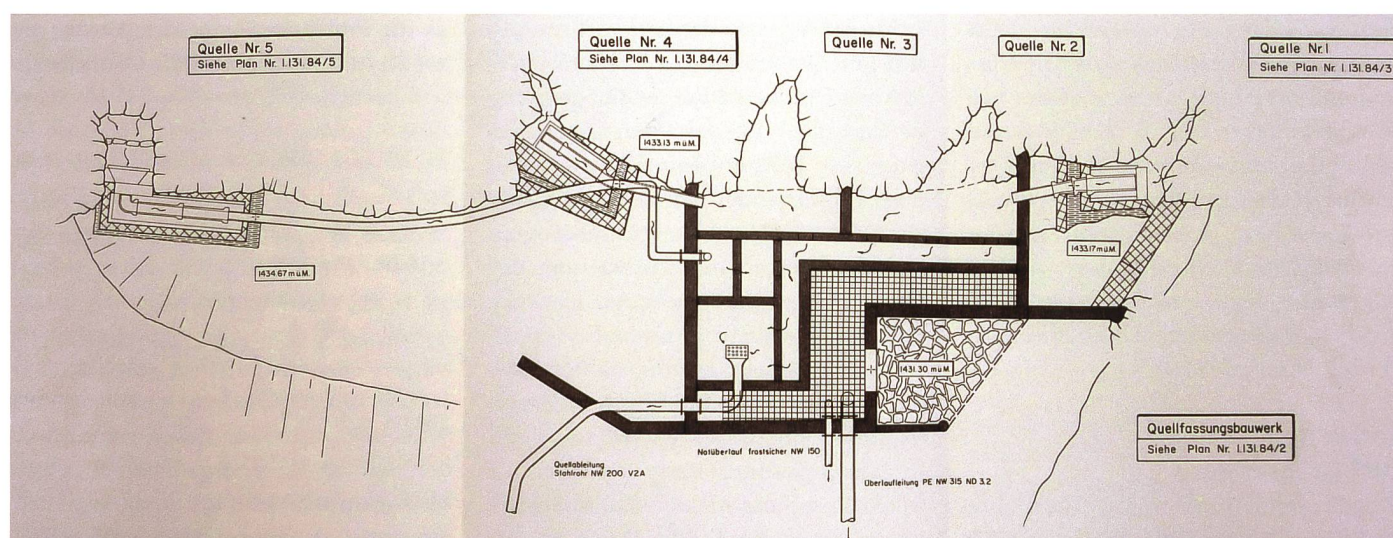 Quelle Nr. 5
Siehe Plan Nr. 1.131.84/5
Quelle Nr. 4
Siehe Plan Nr. 1.131.84/4
Quelle Nr. 3
Quelle Nr. 2
Quelle Nr. 1
Siehe Plan Nr. 1.131.84/3
1433.13 m ü.M.
1434.67 m ü.M.
1433.17 m ü.M.
1431.30 m ü.M.
Quellfassungsbauwerk
Siehe Plan Nr. 1.131.84/2
Notüberlauf frostsicher NW 150
Quellableitung
Stahlrohr NW 200 V2A
Überlaufleitung PE NW 315 ND 3.2